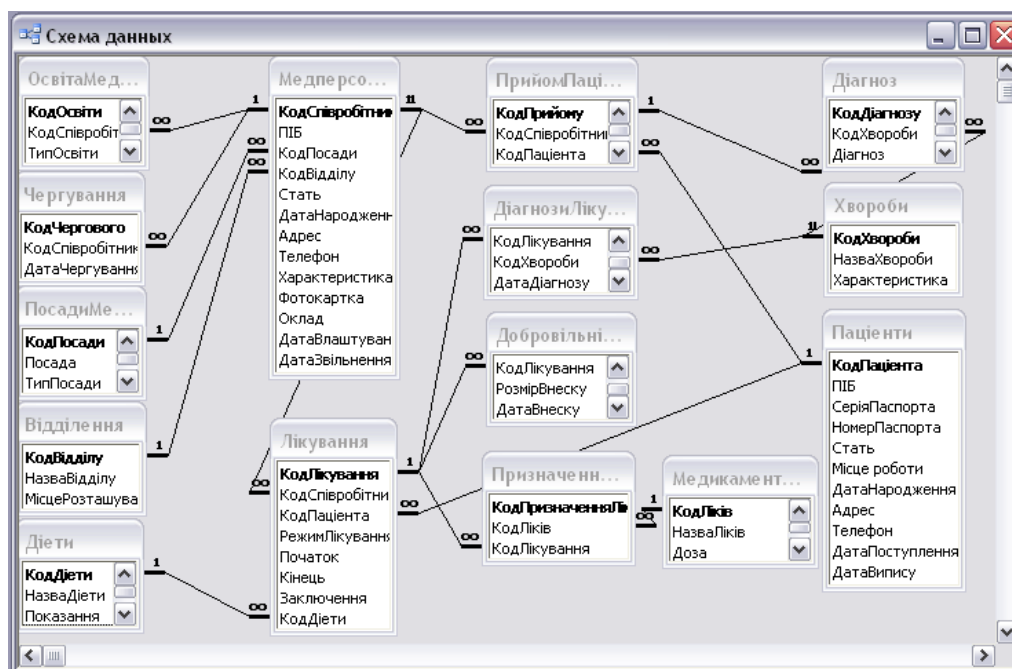 Схема данных
ОсвітаМед...
КодОсвіти
КодСпівробіт
ТипОсвіти
Чергування
КодЧергового
КодСпівробітник
ДатаЧергування
ПосадиМе...
КодПосади
Посада
ТипПосади
Відділення
КодВідділу
НазваВідділу
МісцеРозташува
Діети
КодДієти
НазваДієти
Показання
Медперсо...
КодСпівробітник
ПІБ
КодПосади
КодВідділу
Стать
ДатаНароджен
Адрес
Телефон
Характеристика
Фотокартка
Оклад
ДатаВлаштуван
ДатаЗвільнення
Лікування
КодЛікування
КодСпівробітни
КодПацієнта
РежимЛікування
Початок
Кінець
Заключення
КодДієти
ПрийомПаці...
КодПрийому
КодСпівробітни
КодПацієнта
ДіагнозиЛіку...
КодЛікування
КодХвороби
ДатаДіагнозу
Добровільні...
КодЛікування
РозмірВнеску
ДатаВнеску
Призначенн...
КодПризначенняЛі
КодЛіків
КодЛікування
Медикамент...
КодЛіків
НазваЛіків
Доза
Діагноз
КодДіагнозу
КодХвороби
Діагноз
Хвороби
КодХвороби
НазваХвороби
Характеристика
Пацієнти
КодПацієнта
ПІБ
СеріяПаспорта
НомерПаспорта
Стать
Місце роботи
ДатаНародження
Адрес
Телефон
ДатаПоступлення
ДатаВипису